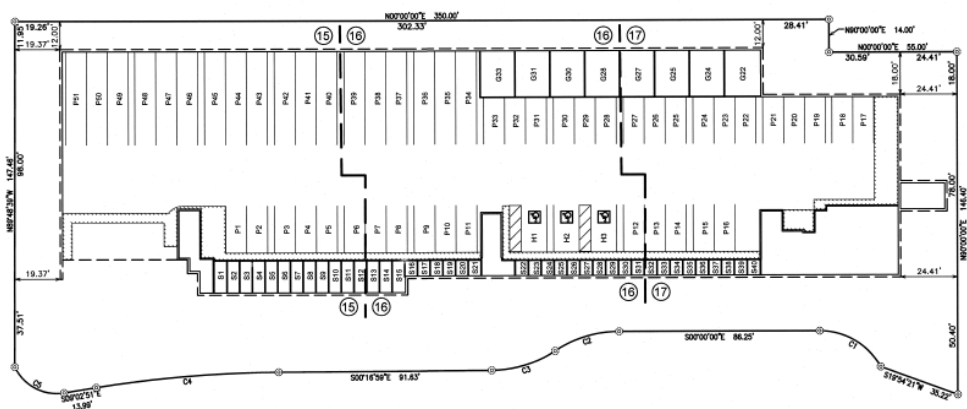 N00°00'00"E 350.00'
302.33'
28.41'
N90°00'00"E 14.00'
N00°00'00"E 55.00'
30.59'
24.41'
19.26'
11.95'
12.00'
19.37'
15 16
16 17
12.00'
18.00'
18.00'
24.41'
G33 G31 G30 G28 G27 G25 G24 G22
P51 P50 P49 P48 P47 P46 P45 P44 P43 P42 P41 P40 P39 P38 P37 P36 P35 P34
P33 P32 P31 P30 P29 P28 P27 P26 P25 P24 P23 P22 P21 P20 P19 P18 P17
N89°48'39"W 147.46'
98.00'
78.00'
N90°00'00"E 146.40'
P1 P2 P3 P4 P5 P6 P7 P8 P9 P10 P11 H1 H2 H3 P12 P13 P14 P15 P16
S1 S2 S3 S4 S5 S6 S7 S8 S9 S10 S11 S12 S13 S14 S15 S16 S17 S18 S19 S20 S21
S22 S23 S24 S25 S26 S27 S28 S29 S30 S31 S32 S33 S34 S35 S36 S37 S38 S39 S40
19.37'
24.41'
15 16
16 17
37.51'
50.40'
C5
S09°02'51"E
13.99'
C4
S00°16'59"E 91.63'
C3
C2
S00°00'00"E 86.25'
C1
S19°54'21"W 35.22'